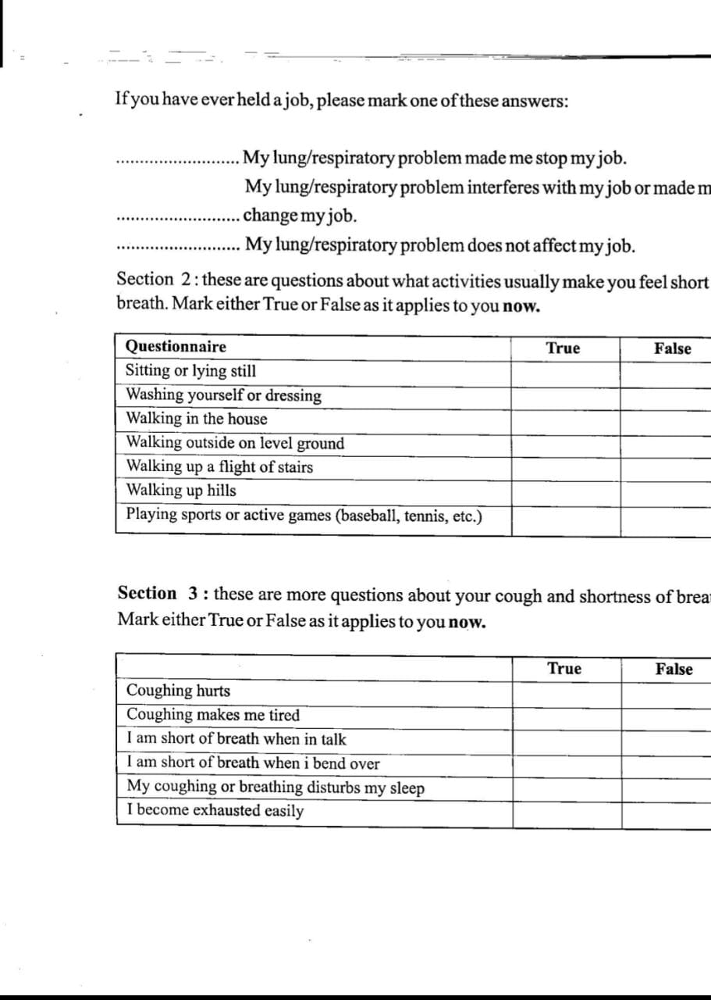 If you have ever held a job, please mark one of these answers:
........................... My lung/respiratory problem made me stop my job.
My lung/respiratory problem interferes with my job or made m
........................... change my job.
........................... My lung/respiratory problem does not affect my job.
Section 2 : these are questions about what activities usually make you feel short
breath. Mark either True or False as it applies to you now.
Questionnaire True False
Sitting or lying still
Washing yourself or dressing
Walking in the house
Walking outside on level ground
Walking up a flight of stairs
Walking up hills
Playing sports or active games (baseball, tennis, etc.)
Section 3 : these are more questions about your cough and shortness of brea
Mark either True or False as it applies to you now.
True False
Coughing hurts
Coughing makes me tired
I am short of breath when in talk
I am short of breath when i bend over
My coughing or breathing disturbs my sleep
I become exhausted easily